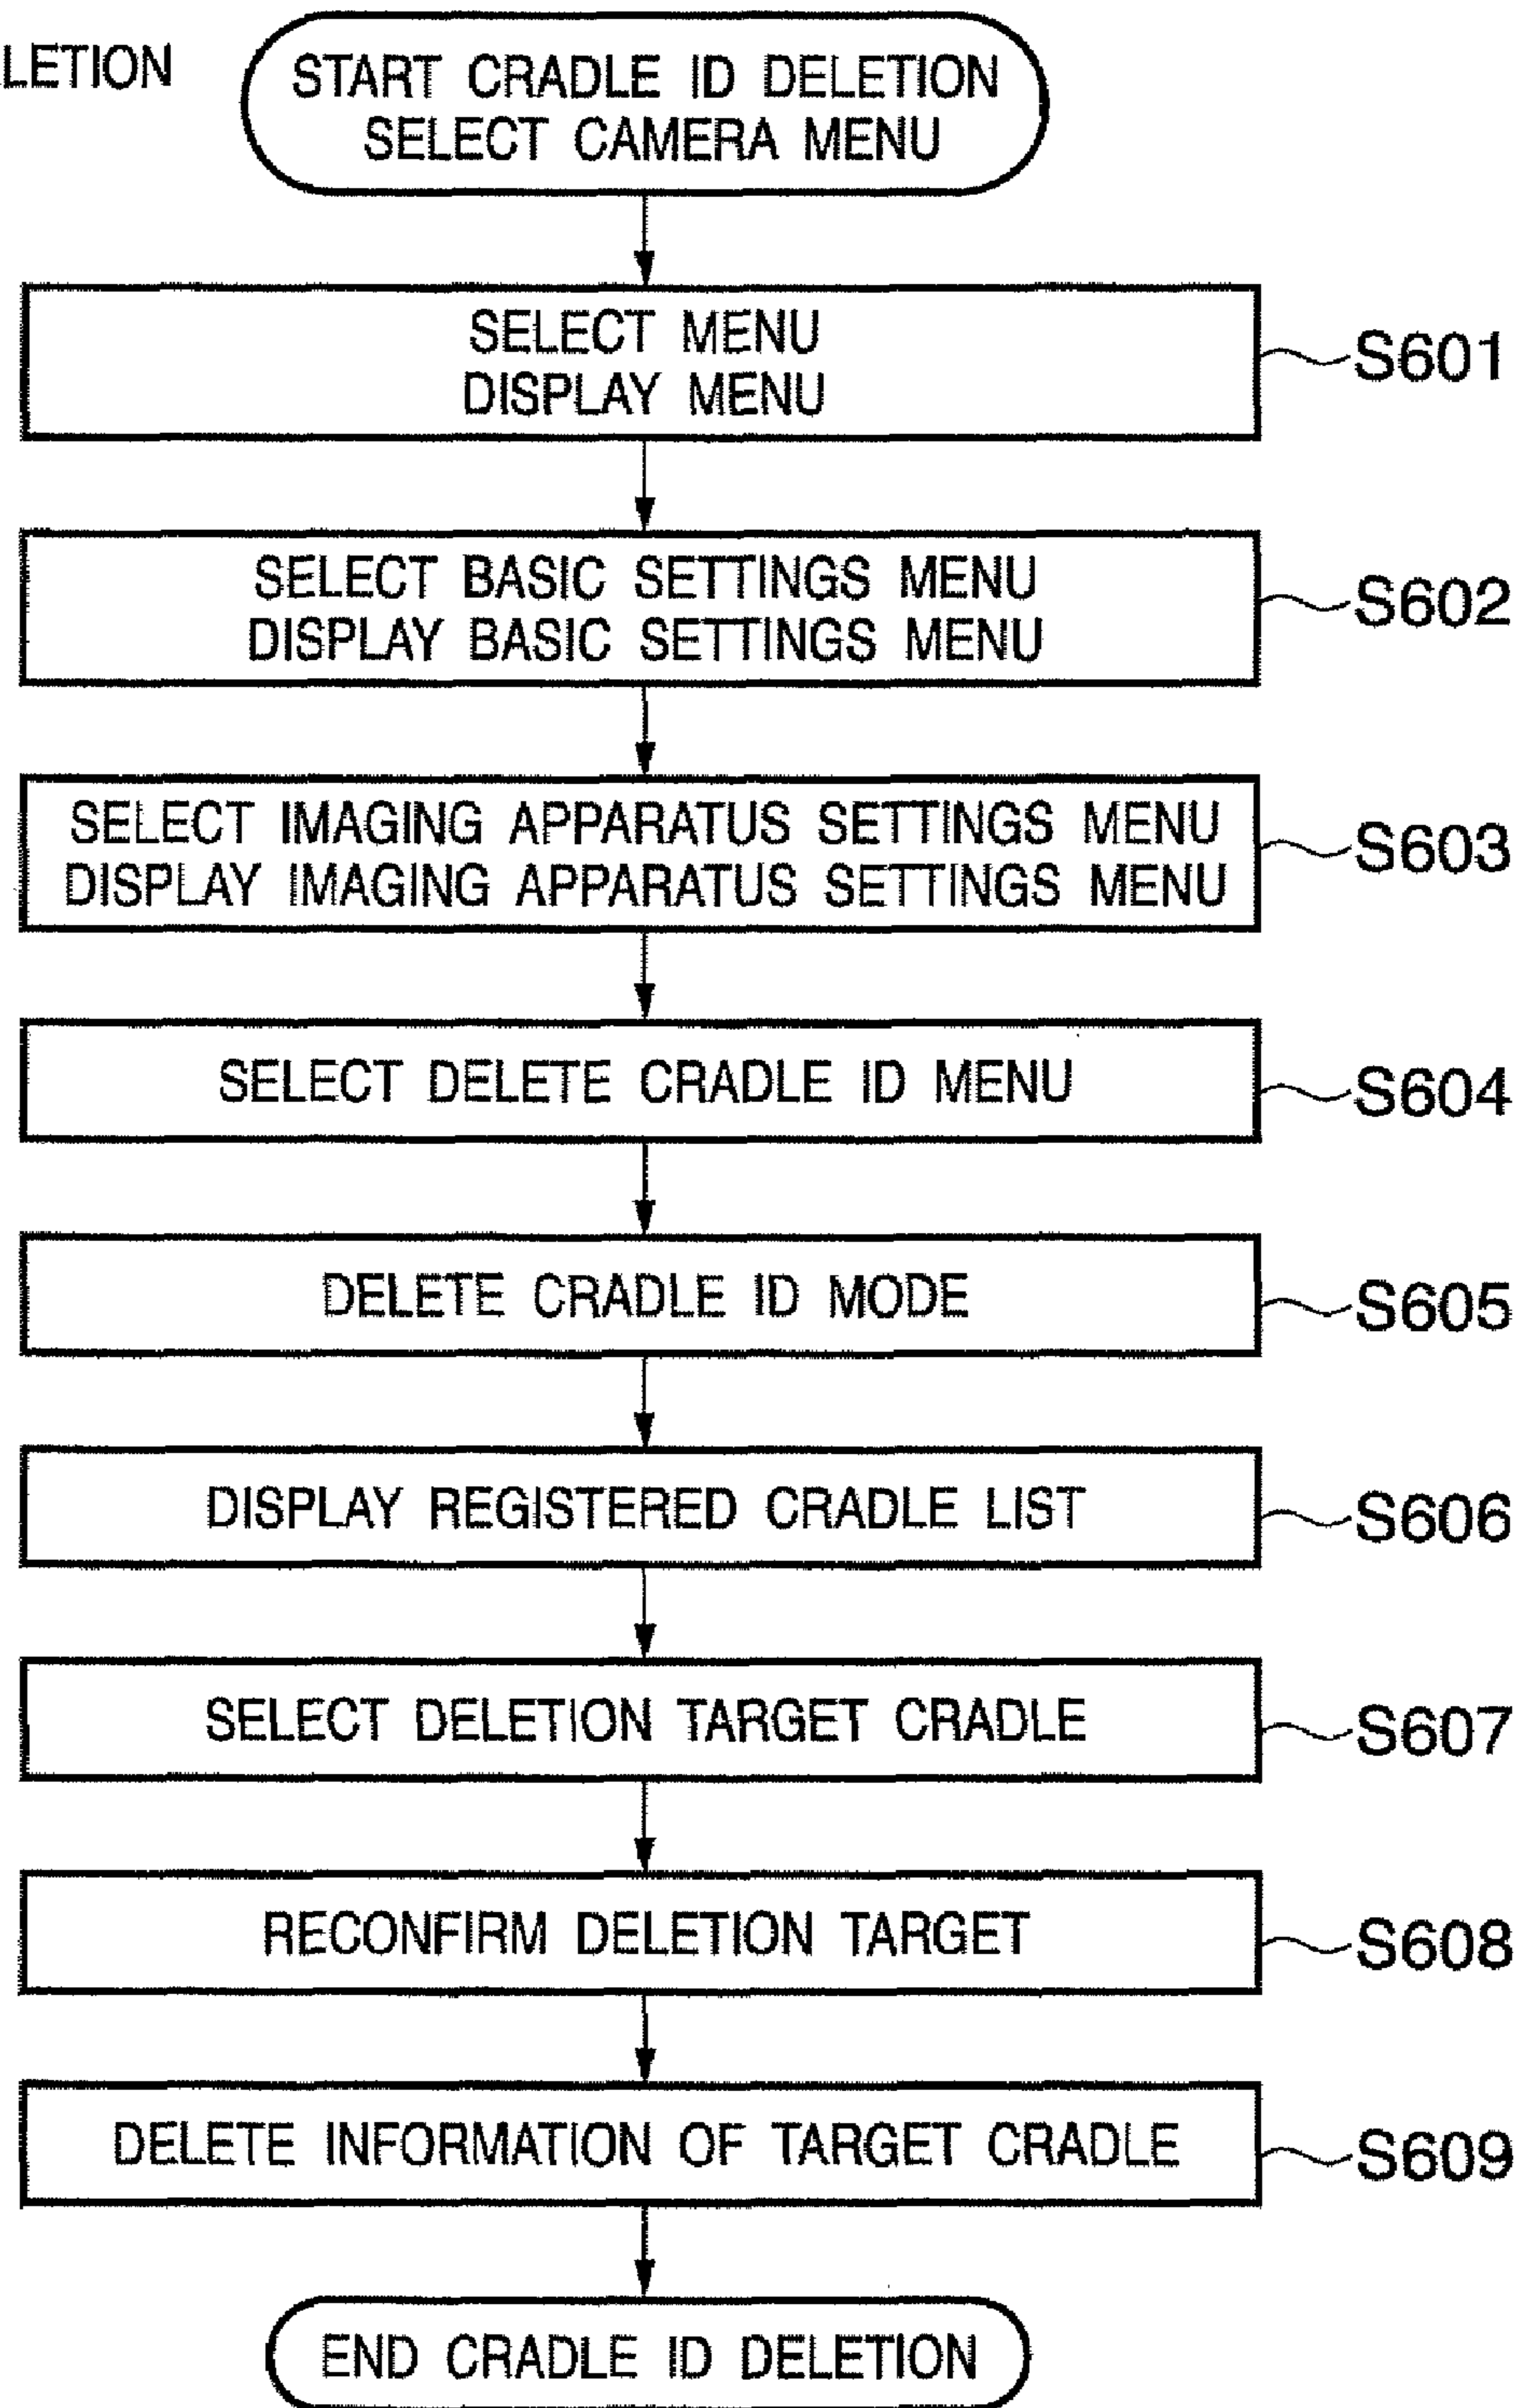 LETION
START CRADLE ID DELETION
SELECT CAMERA MENU
SELECT MENU
DISPLAY MENU
S601
SELECT BASIC SETTINGS MENU
DISPLAY BASIC SETTINGS MENU
S602
SELECT IMAGING APPARATUS SETTINGS MENU
DISPLAY IMAGING APPARATUS SETTINGS MENU
S603
SELECT DELETE CRADLE ID MENU
S604
DELETE CRADLE ID MODE
S605
DISPLAY REGISTERED CRADLE LIST
S606
SELECT DELETION TARGET CRADLE
S607
RECONFIRM DELETION TARGET
S608
DELETE INFORMATION OF TARGET CRADLE
S609
END CRADLE ID DELETION